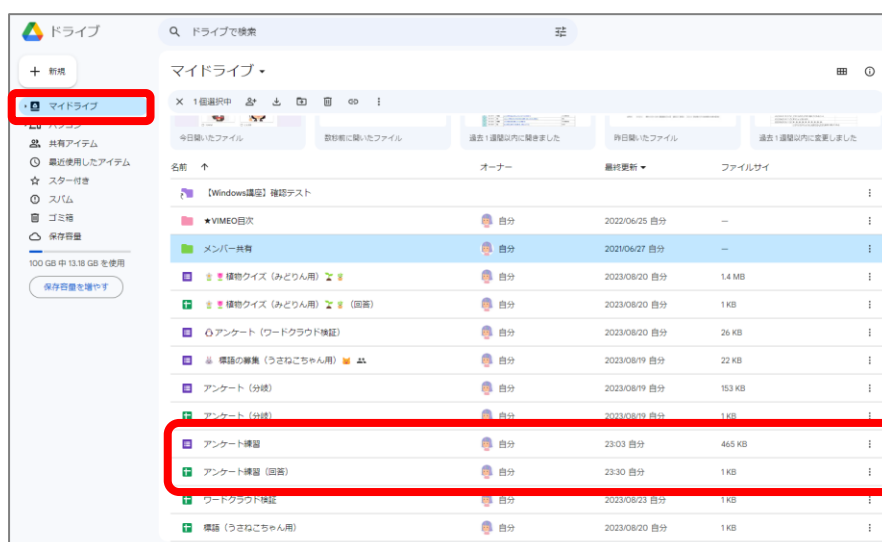 ドライブ
ドライブで検索
+ 新規
マイドライブ
マイドライブ
パソコン
共有アイテム
最近使用したアイテム
スター付き
スパム
ゴミ箱
保存容量
100 GB 中 13.18 GB を使用
保存容量を増やす
× 1 個選択中
今日開いたファイル
数秒前に開いたファイル
過去 1 週間以内に開きました
昨日開いたファイル
過去 1 週間以内に変更しました
名前 ↑ オーナー 最終更新 ▼ ファイルサイ
【Windows講座】確認テスト
★VIMEO目次 自分 2022/06/25 自分 —
メンバー共有 自分 2021/06/27 自分 —
植物クイズ(みどりん用) 自分 2023/08/20 自分 1.4 MB
植物クイズ(みどりん用) (回答) 自分 2023/08/20 自分 1 KB
アンケート(ワードクラウド検証) 自分 2023/08/20 自分 26 KB
標語の募集(うさねこちゃん用) 自分 2023/08/19 自分 22 KB
アンケート(分岐) 自分 2023/08/19 自分 153 KB
アンケート(分岐) 自分 2023/08/19 自分 1 KB
アンケート練習 自分 23:03 自分 465 KB
アンケート練習(回答) 自分 23:30 自分 1 KB
ワードクラウド検証 自分 2023/08/23 自分 1 KB
標語(うさねこちゃん用) 自分 2023/08/20 自分 1 KB